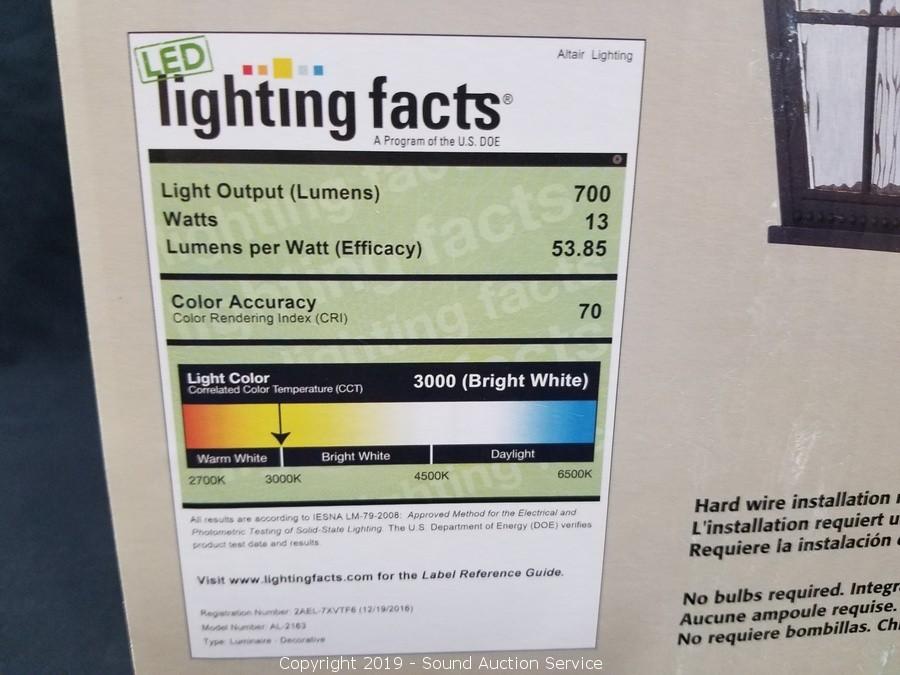 LED
Altair Lighting
lighting facts®
A Program of the U.S. DOE
Light Output (Lumens) 700
Watts 13
Lumens per Watt (Efficacy) 53.85
Color Accuracy
Color Rendering Index (CRI) 70
Light Color
Correlated Color Temperature (CCT) 3000 (Bright White)
Warm White Bright White Daylight
2700K 3000K 4500K 6500K
All results are according to IESNA LM-79-2008: Approved Method for the Electrical and
Photometric Testing of Solid-State Lighting. The U.S. Department of Energy (DOE) verifies
product test data and results
Visit www.lightingfacts.com for the Label Reference Guide.
Registration Number: 2AEL-7XVTF6 (12/19/2016)
Model Number: AL-2163
Type: Luminaire - Decorative
Hard wire installation
L'installation requiert
Requiere la instalación
No bulbs required.
Aucune ampoule requise.
No requiere bombillas.
Copyright 2019 - Sound Auction Service